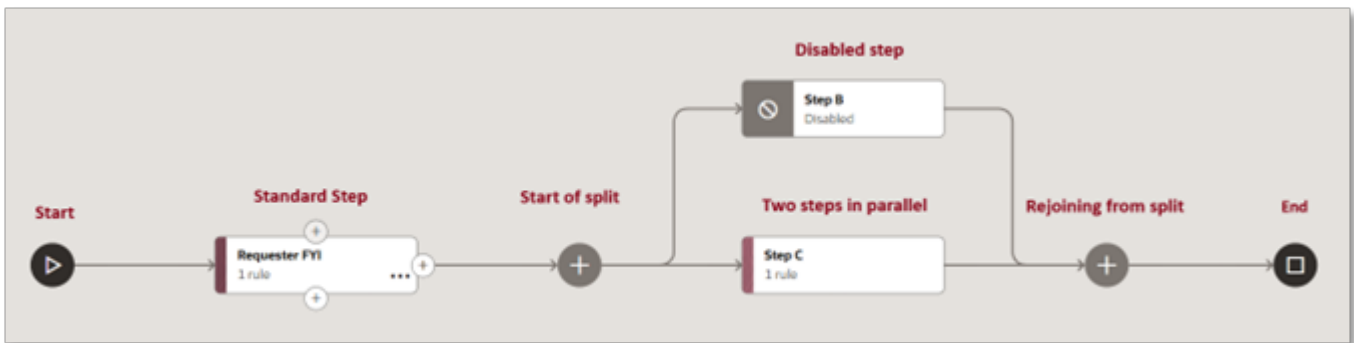 Disabled step
Step B
Disabled
Standard Step
Start of split
Start
Two steps in parallel
Rejoining from split
End
Requester FYI
1 rule
Step C
1 rule